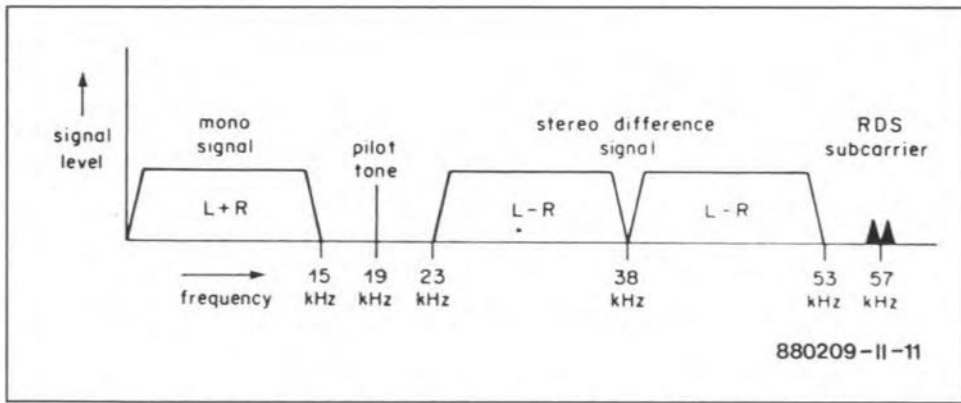 signal
level
mono
signal
pilot
tone
stereo difference
signal
RDS
subcarrier
L+R
L-R
L-R
frequency
15
kHz
19
kHz
23
kHz
38
kHz
53
kHz
57
kHz
880209-II-11